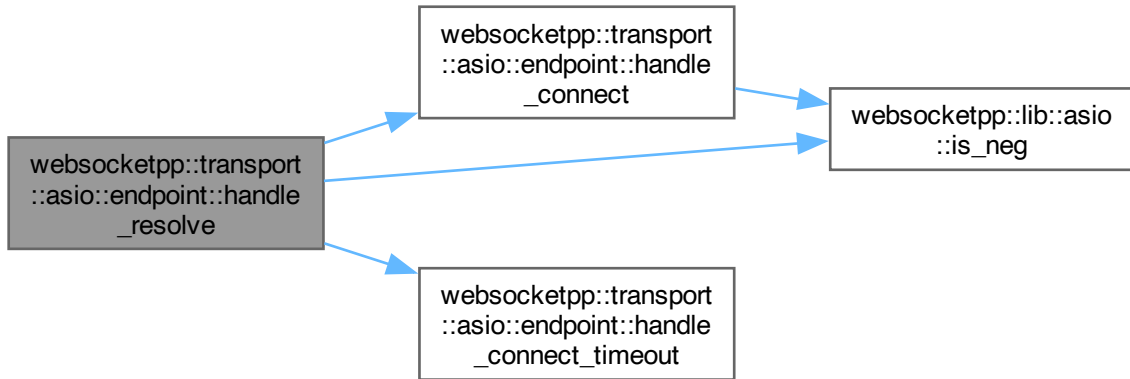 websocketpp::transport
::asio::endpoint::handle
_resolve
websocketpp::transport
::asio::endpoint::handle
_connect
websocketpp::lib::asio
::is_neg
websocketpp::transport
::asio::endpoint::handle
_connect_timeout